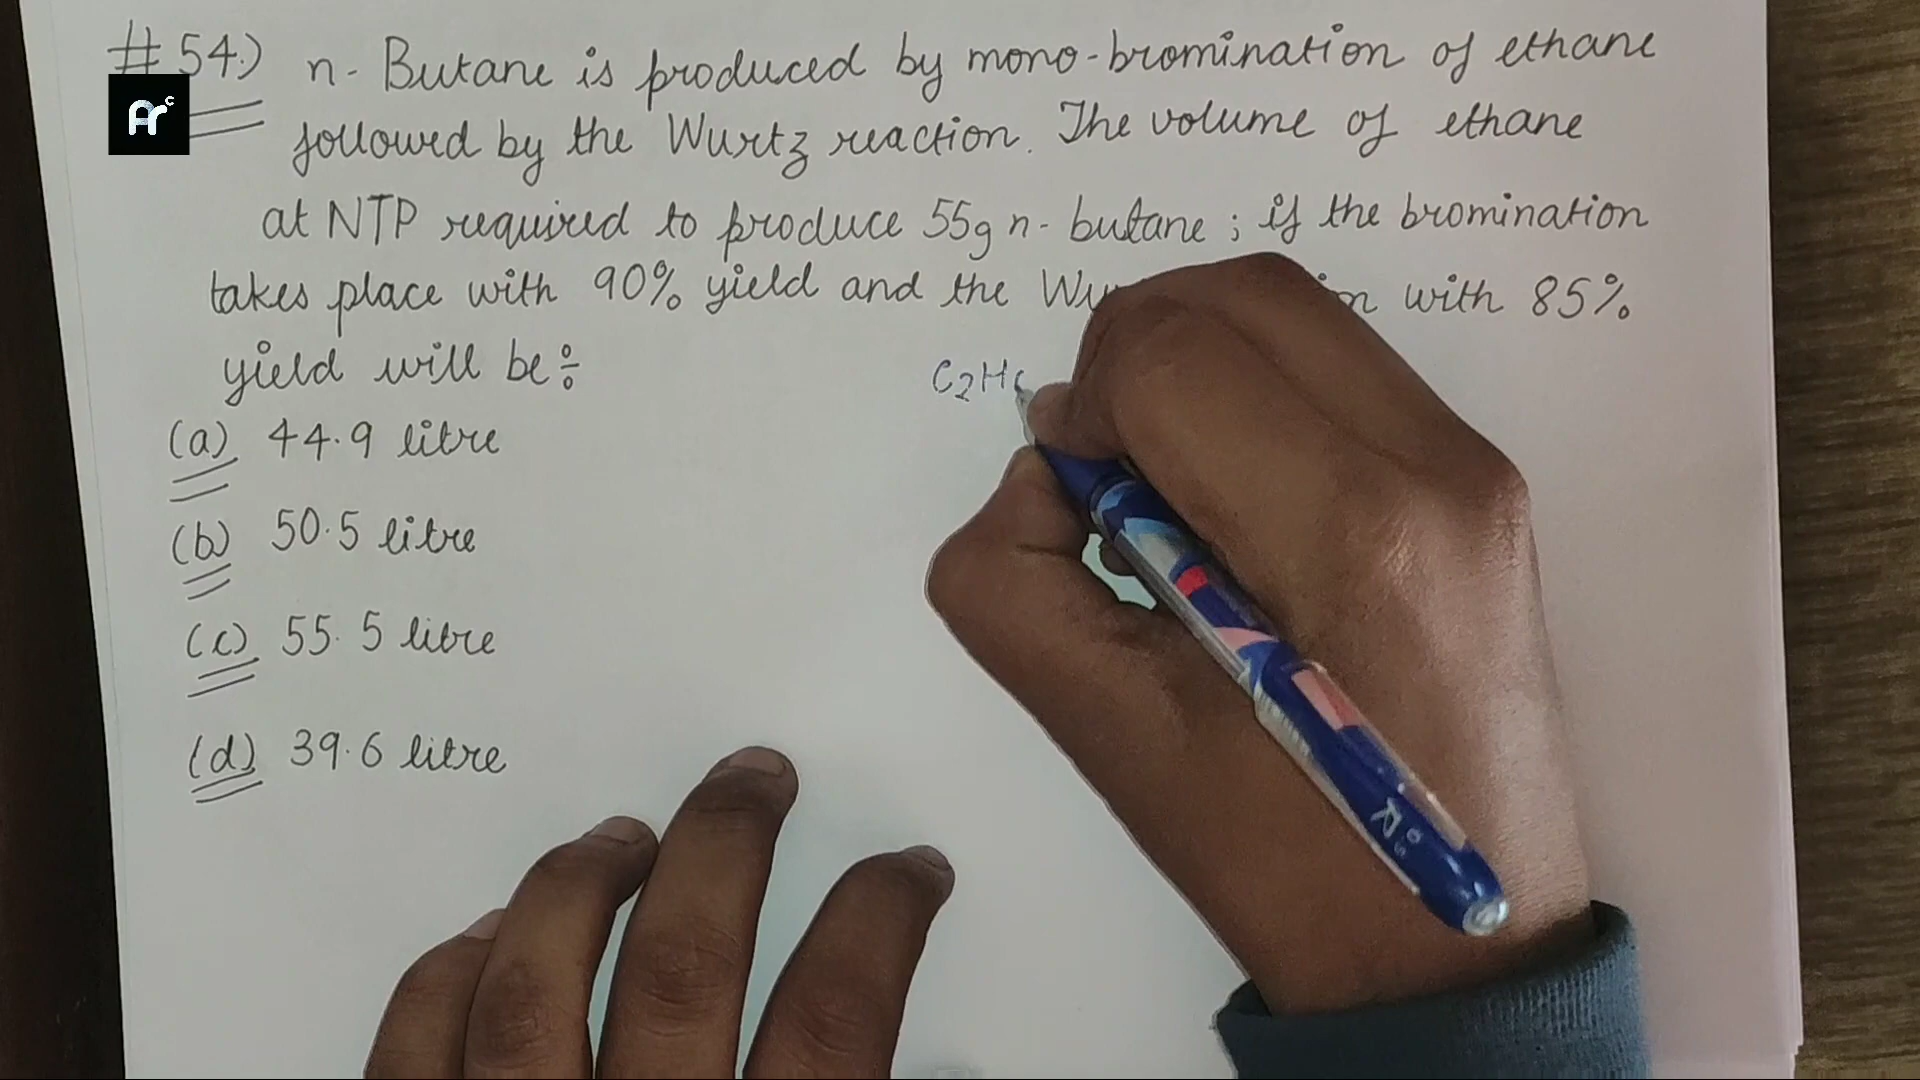 #54.) n-Butane is produced by mono-bromination of ethane
Ar c
followed by the Wurtz reaction. The volume of ethane
at NTP required to produce 55g n-butane ; if the bromination
takes place with 90% yield and the with 85%
yield will be:
C2H6
(a) 44.9 litre
(b) 50.5 litre
(c) 55.5 litre
(d) 39.6 litre